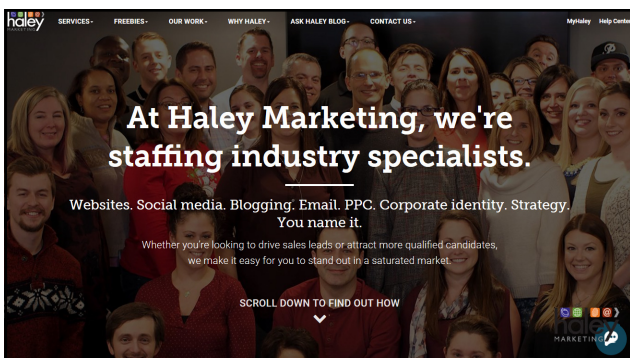 haley
MARKETING
SERVICES
FREEBIES
OUR WORK
WHY HALEY
ASK HALEY BLOG
CONTACT US
MyHaley
Help Center
At Haley Marketing, we're
staffing industry specialists.
Websites. Social media. Blogging. Email. PPC. Corporate identity. Strategy.
You name it.
Whether you're looking to drive sales leads or attract more qualified candidates,
we make it easy for you to stand out in a saturated market.
SCROLL DOWN TO FIND OUT HOW
haley
MARKETING